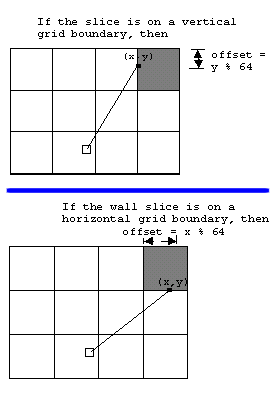 If the slice is on a vertical
grid boundary, then
(x,y)
offset =
y % 64
If the wall slice is on a
horizontal grid boundary, then
offset = x % 64
(x,y)